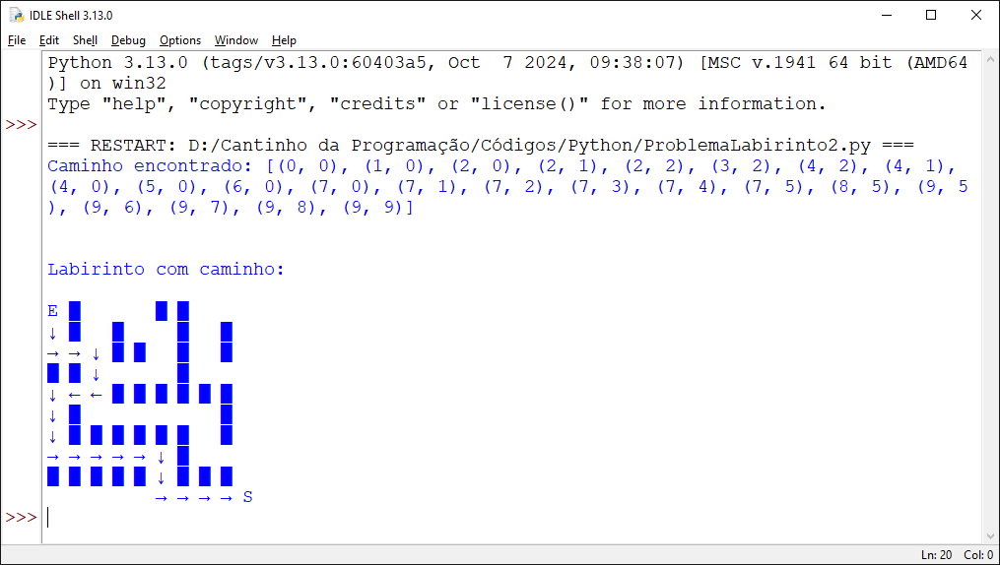 IDLE Shell 3.13.0
File Edit Shell Debug Options Window Help
Python 3.13.0 (tags/v3.13.0:60403a5, Oct  7 2024, 09:38:07) [MSC v.1941 64 bit (AMD64
)] on win32
Type "help", "copyright", "credits" or "license()" for more information.
>>>
=== RESTART: D:/Cantinho da Programação/Códigos/Python/ProblemaLabirinto2.py ===
Caminho encontrado: [(0, 0), (1, 0), (2, 0), (2, 1), (2, 2), (3, 2), (4, 2), (4, 1),
(4, 0), (5, 0), (6, 0), (7, 0), (7, 1), (7, 2), (7, 3), (7, 4), (7, 5), (8, 5), (9, 5
), (9, 6), (9, 7), (9, 8), (9, 9)]
Labirinto com caminho:
E █       █ █
↓ █   █     █   █
→ → ↓ █ █   █   █
█ █ ↓       █
↓ ← ← █ █ █ █ █ █
↓ █             █
↓ █ █ █ █ █ █   █
→ → → → → ↓ █
█ █ █ █ █ ↓ █ █ █
          → → → → S
>>>
Ln: 20 Col: 0